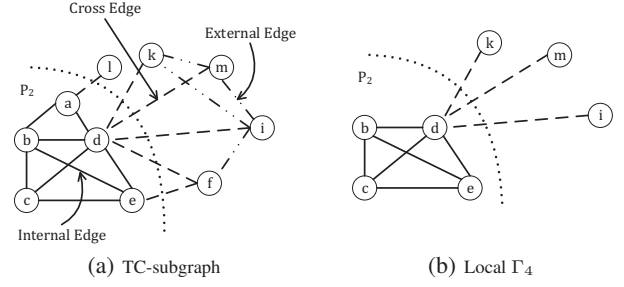 Cross Edge
External Edge
k
l
m
P₂
a
b
d
i
f
c
e
Internal Edge
(a) TC-subgraph
k
m
P₂
i
b
d
c
e
(b) Local Γ₄